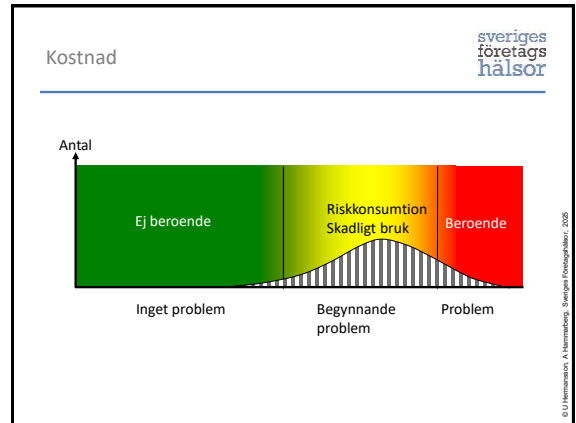 Kostnad
sveriges
företags
hälsor
Antal
Ej beroende
Riskkonsumtion
Skadligt bruk
Beroende
Inget problem
Begynnande
problem
Problem
© U Hermansson, A Hammarberg, Sveriges Företagshälsor, 2025